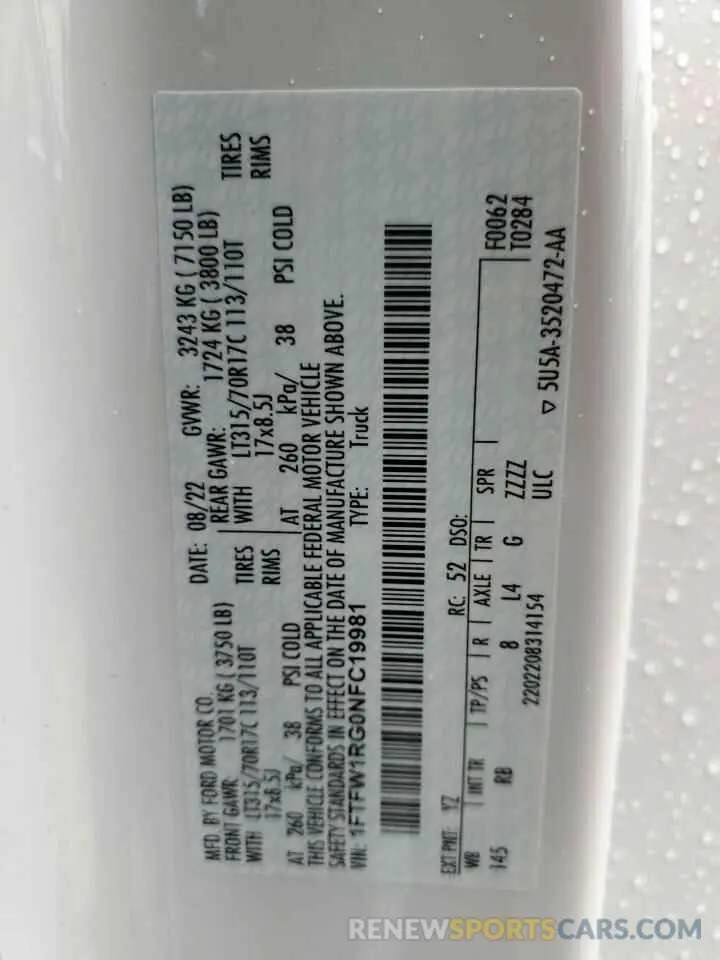 MFD. BY FORD MOTOR CO.
DATE: 08/22 GVWR: 3243 KG ( 7150 LB)
FRONT GAWR: 1701 KG ( 3750 LB)
REAR GAWR: 1724 KG ( 3800 LB)
WITH LT315/70R17C 113/110T TIRES
WITH LT315/70R17C 113/110T TIRES
17x8.5J RIMS
17x8.5J RIMS
AT 260 kPa/ 38 PSI COLD
AT 260 kPa/ 38 PSI COLD
THIS VEHICLE CONFORMS TO ALL APPLICABLE FEDERAL MOTOR VEHICLE
SAFETY STANDARDS IN EFFECT ON THE DATE OF MANUFACTURE SHOWN ABOVE.
VIN: 1FTFW1RG0NFC19981 TYPE: Truck
EXT PNT: YZ RC: 52 DSO:
WB INT TR TP/PS R AXLE TR SPR F0062
145 RB 8 L4 G ZZZZ T0284
2202208314154 ULC
▽ 5U5A-3520472-AA
RENEWSPORTSCARS.COM